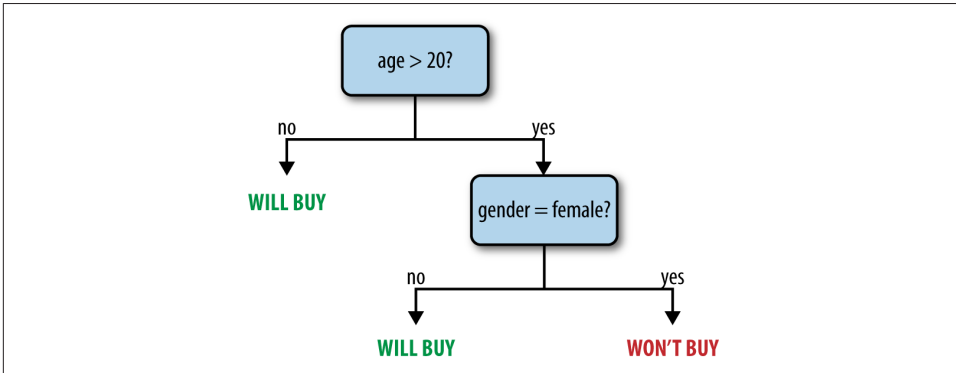 age > 20?
no
yes
WILL BUY
gender = female?
no
yes
WILL BUY
WON'T BUY